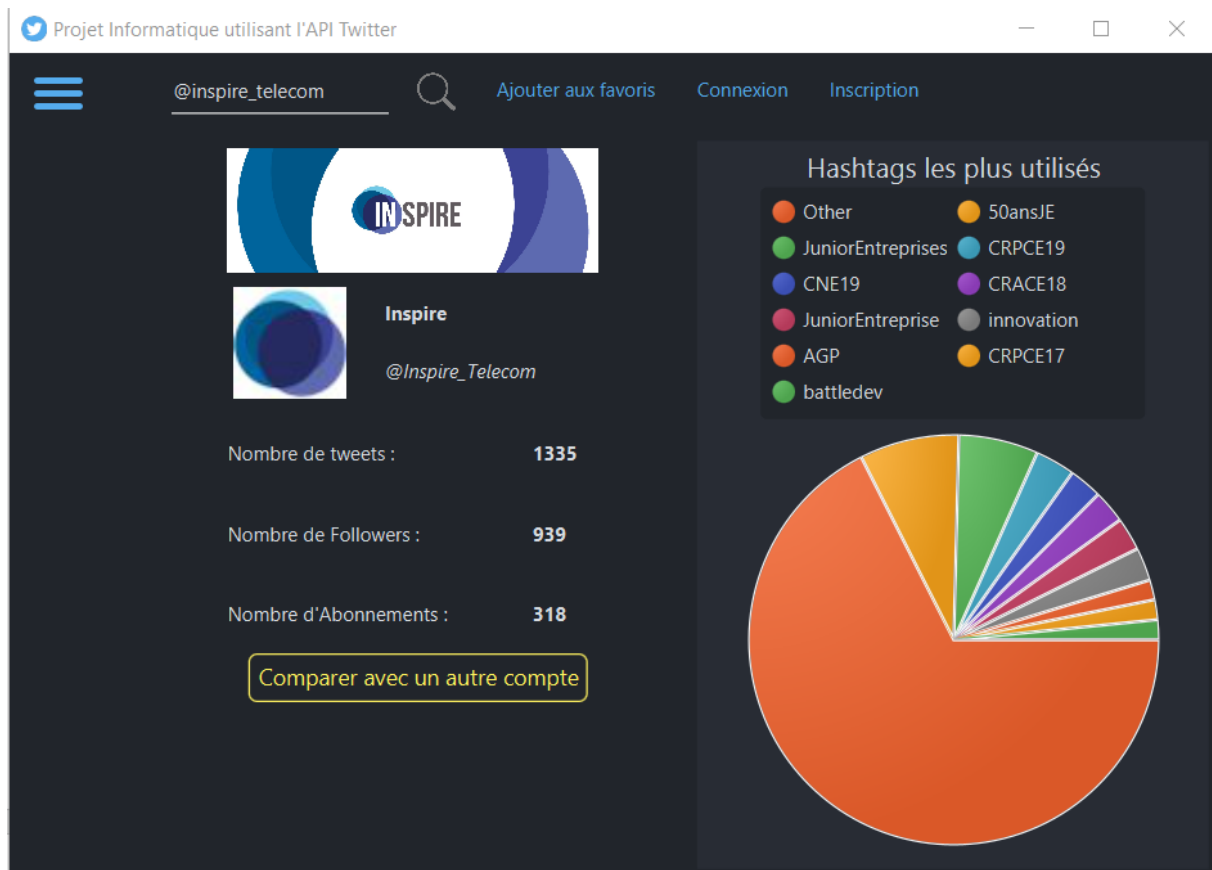 Projet Informatique utilisant l'API Twitter
@inspire_telecom
Ajouter aux favoris
Connexion
Inscription
INSPIRE
Inspire
@Inspire_Telecom
Nombre de tweets : 1335
Nombre de Followers : 939
Nombre d'Abonnements : 318
Comparer avec un autre compte
Hashtags les plus utilisés
Other 50ansJE
JuniorEntreprises CRPCE19
CNE19 CRACE18
JuniorEntreprise innovation
AGP CRPCE17
battledev